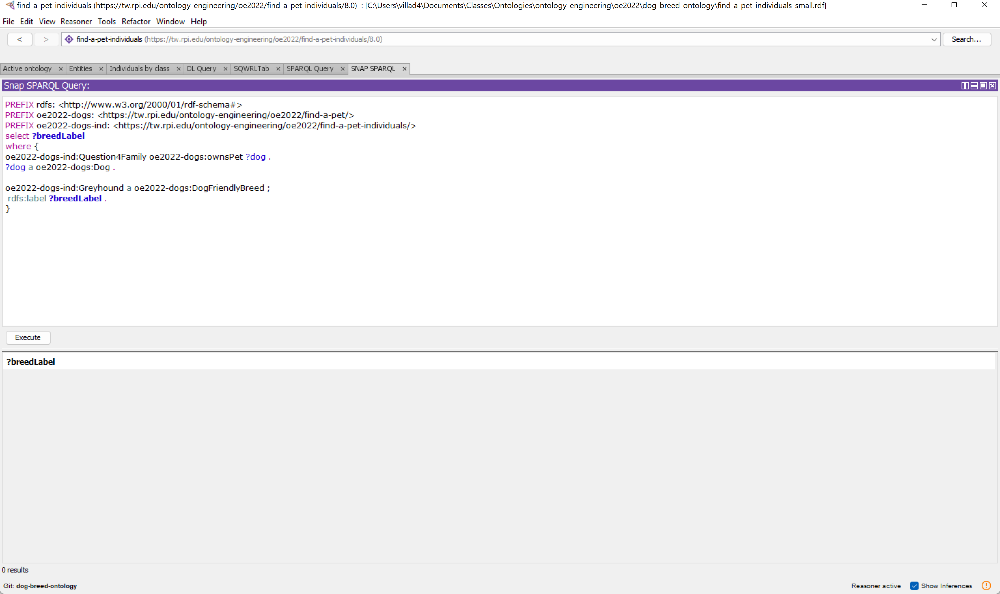 find-a-pet-individuals (https://tw.rpi.edu/ontology-engineering/oe2022/find-a-pet-individuals/8.0) : [C:\Users\villad4\Documents\Classes\Ontologies\ontology-engineering\oe2022\dog-breed-ontology\find-a-pet-individuals-small.rdf]
File Edit View Reasoner Tools Refactor Window Help
< > find-a-pet-individuals (https://tw.rpi.edu/ontology-engineering/oe2022/find-a-pet-individuals/8.0) Search...
Active ontology × Entities × Individuals by class × DL Query × SQWRLTab × SPARQL Query × SNAP SPARQL ×
Snap SPARQL Query:
PREFIX rdfs: <http://www.w3.org/2000/01/rdf-schema#>
PREFIX oe2022-dogs: <https://tw.rpi.edu/ontology-engineering/oe2022/find-a-pet/>
PREFIX oe2022-dogs-ind: <https://tw.rpi.edu/ontology-engineering/oe2022/find-a-pet-individuals/>
select ?breedLabel
where {
oe2022-dogs-ind:Question4Family oe2022-dogs:ownsPet ?dog .
?dog a oe2022-dogs:Dog .
oe2022-dogs-ind:Greyhound a oe2022-dogs:DogFriendlyBreed ;
rdfs:label ?breedLabel .
}
Execute
?breedLabel
0 results
Git: dog-breed-ontology Reasoner active Show Inferences